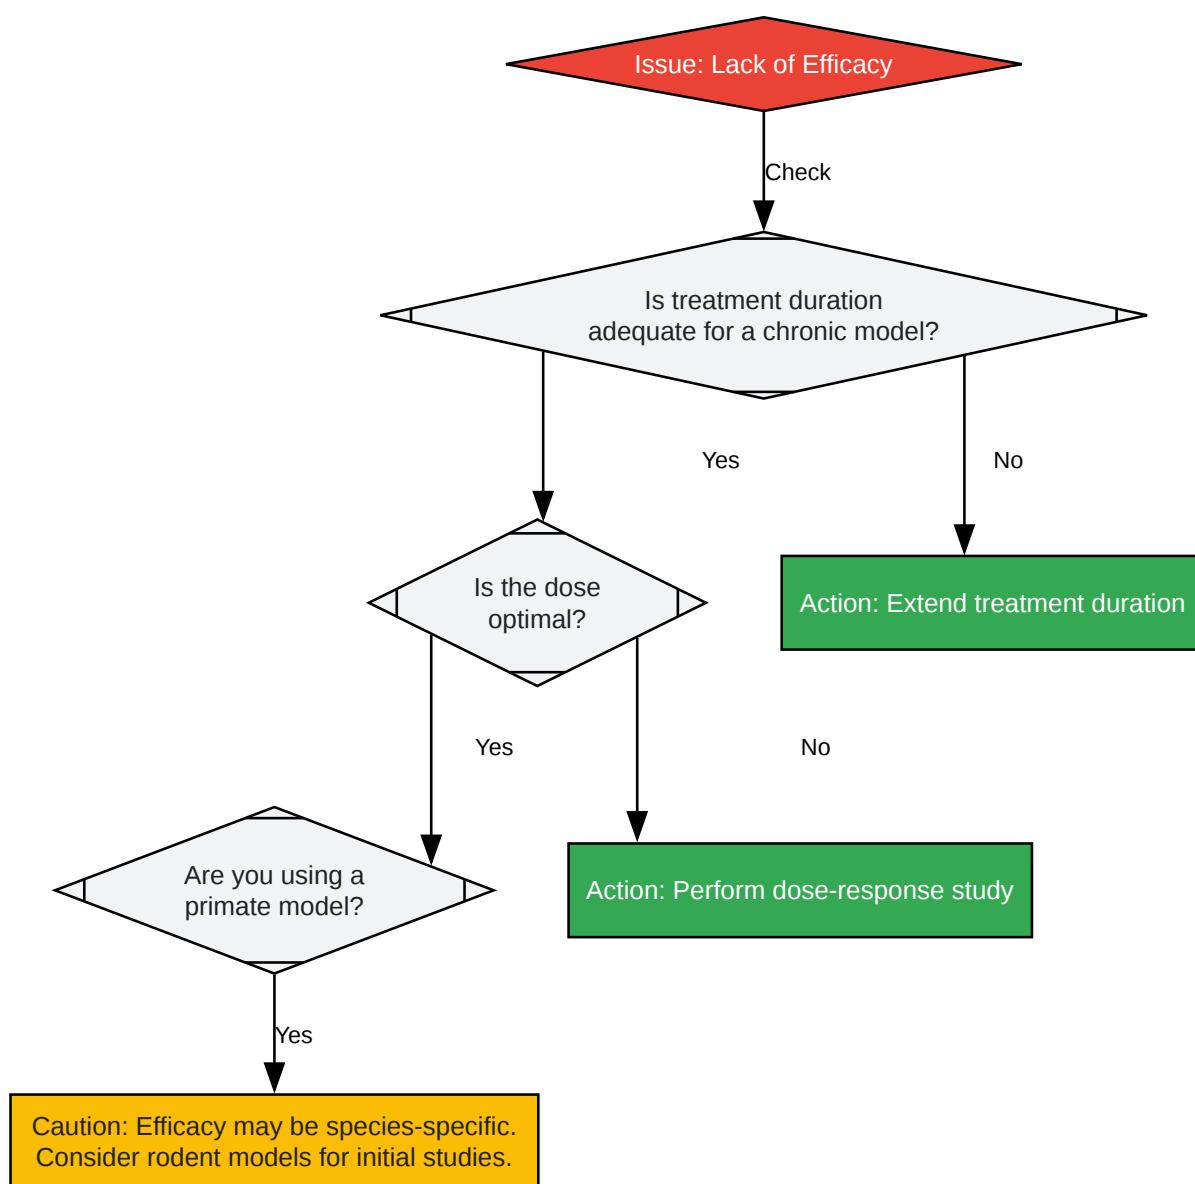 Issue: Lack of Efficacy
Check
Is treatment duration
adequate for a chronic model?
Yes
No
Is the dose
optimal?
Action: Extend treatment duration
Yes
No
Are you using a
primate model?
Action: Perform dose-response study
Yes
Caution: Efficacy may be species-specific.
Consider rodent models for initial studies.